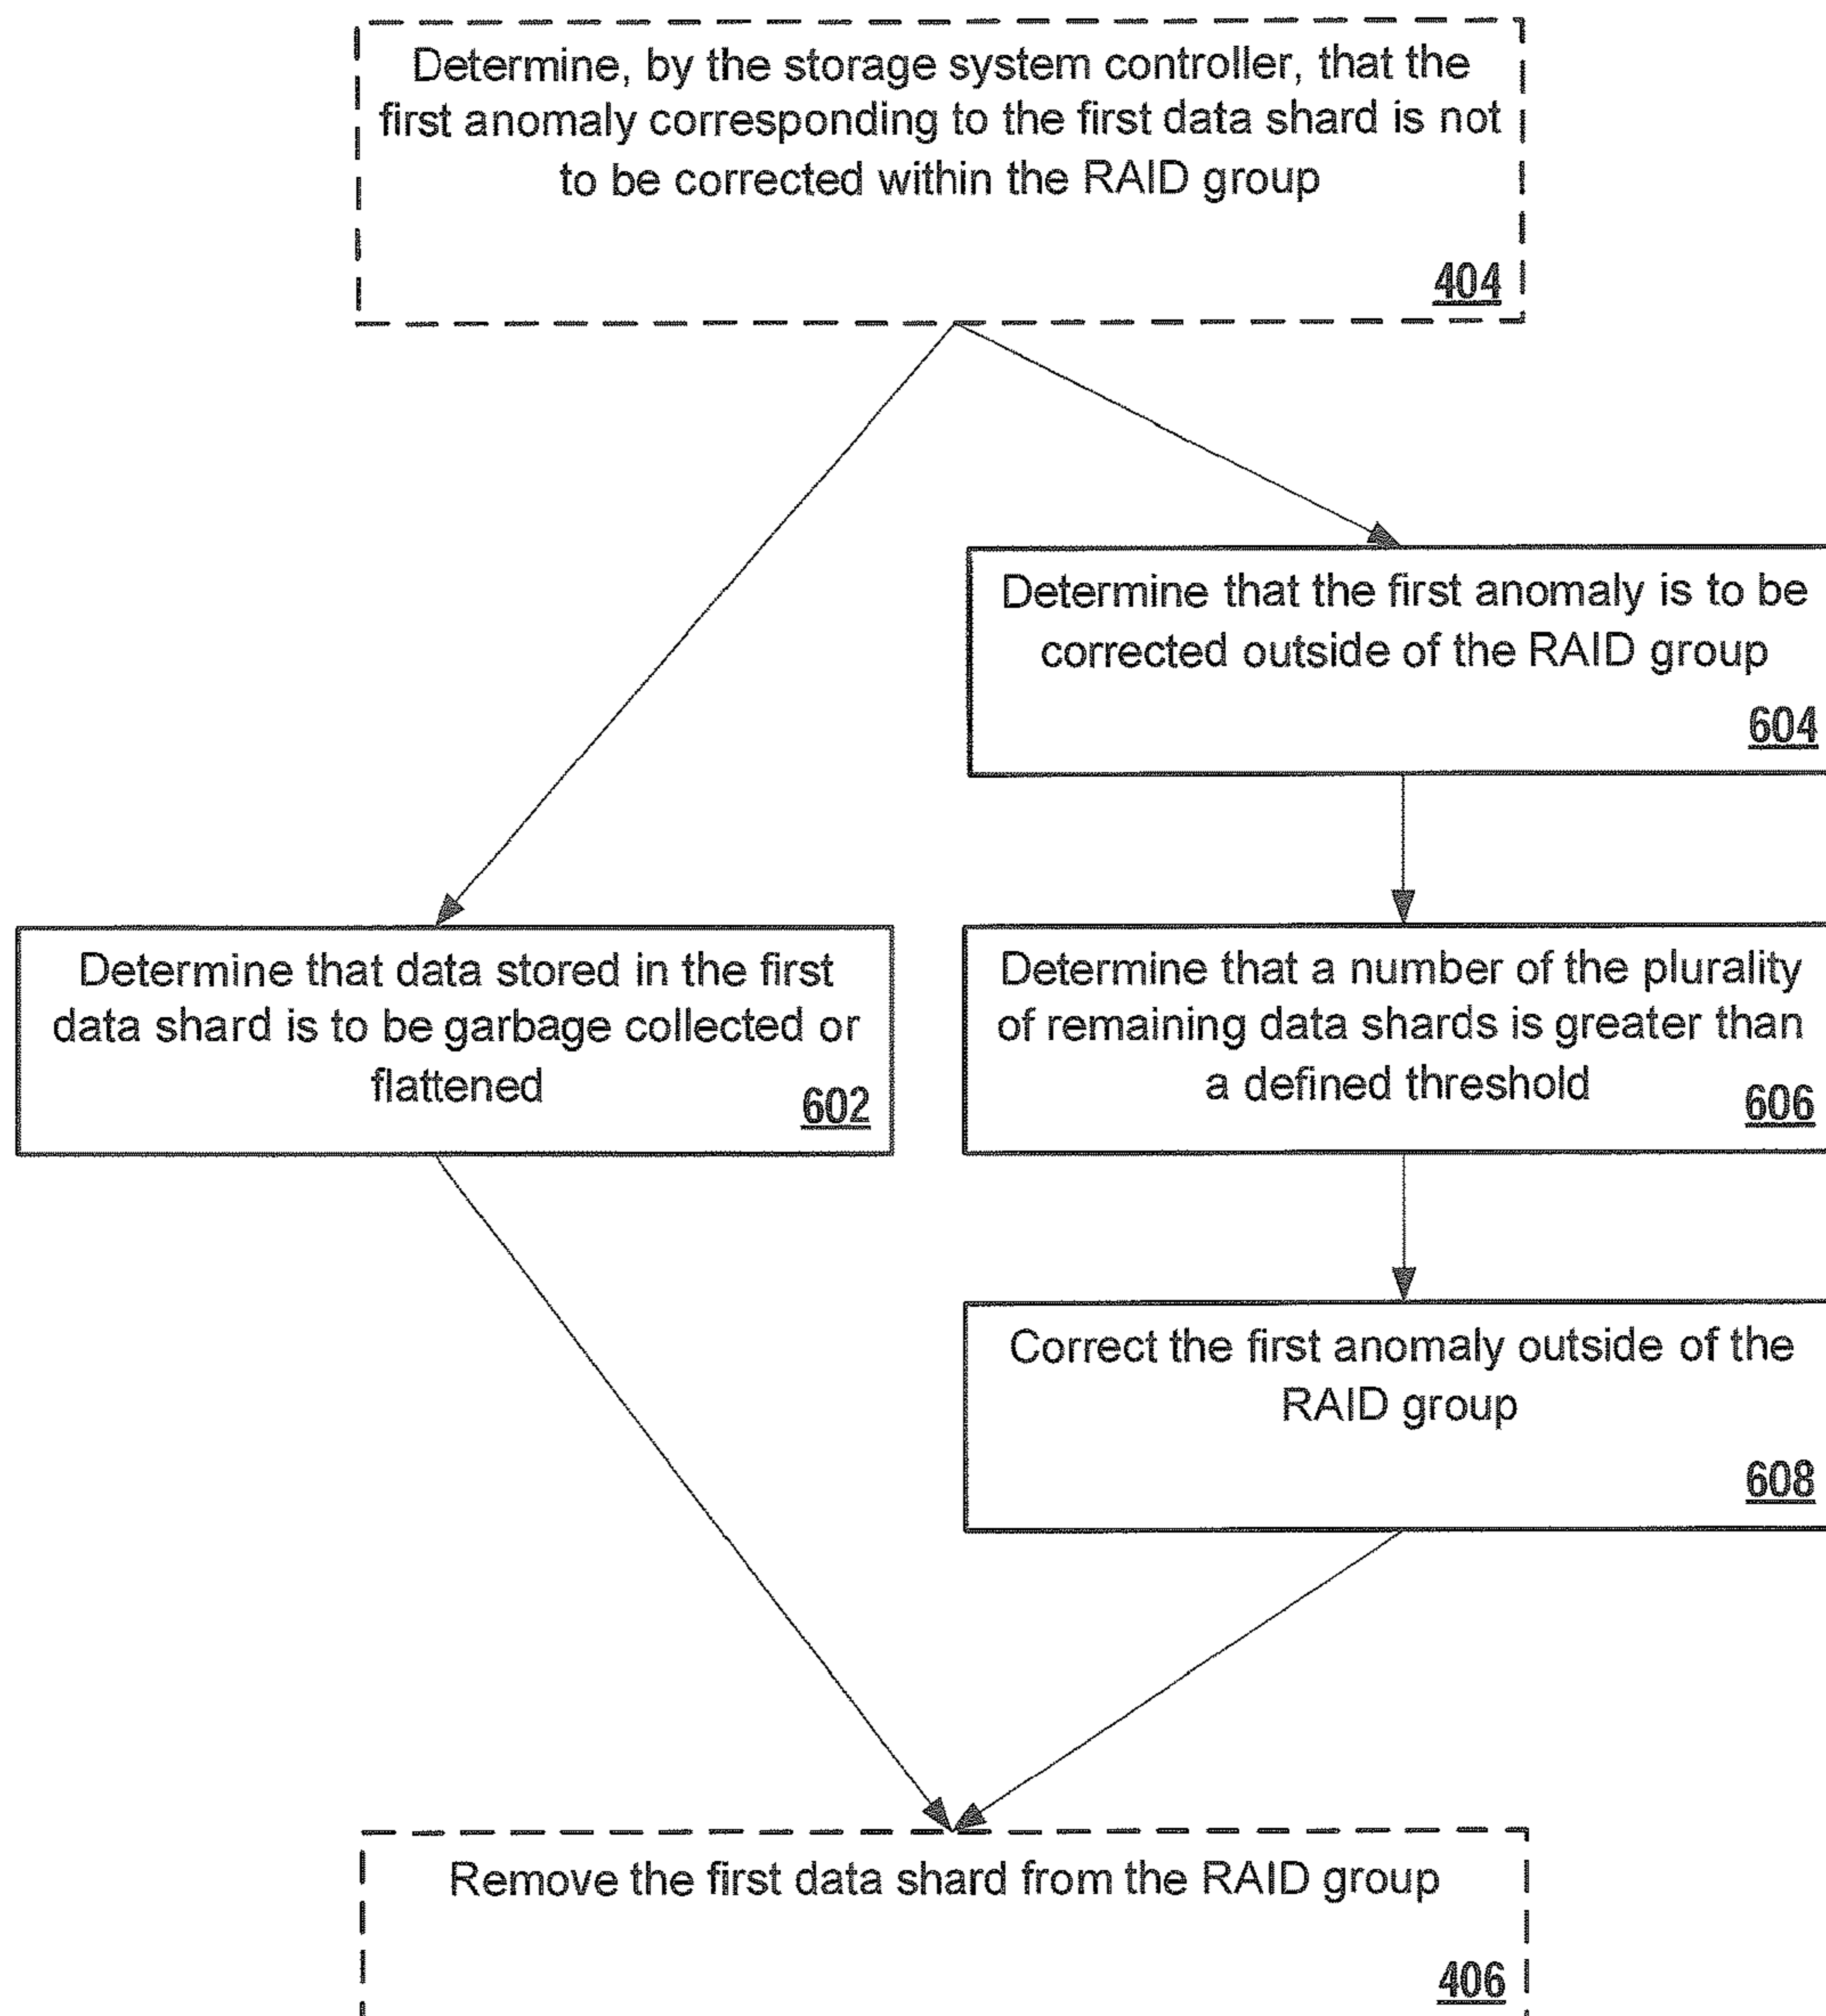 Determine, by the storage system controller, that the
first anomaly corresponding to the first data shard is not
to be corrected within the RAID group
404
Determine that the first anomaly is to be
corrected outside of the RAID group
604
Determine that data stored in the first
data shard is to be garbage collected or
flattened
602
Determine that a number of the plurality
of remaining data shards is greater than
a defined threshold
606
Correct the first anomaly outside of the
RAID group
608
Remove the first data shard from the RAID group
406